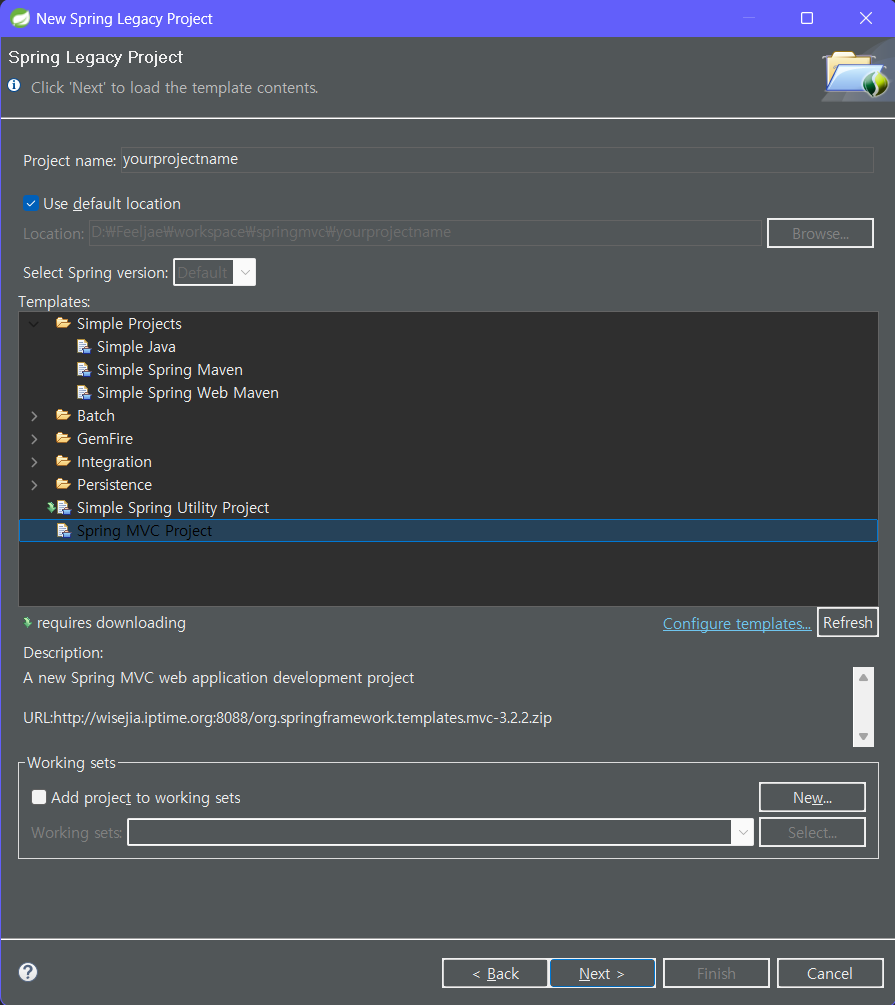 New Spring Legacy Project
Spring Legacy Project
Click 'Next' to load the template contents.
Project name: yourprojectname
Use default location
Location: D:₩Feeljae₩workspace₩springmvc₩yourprojectname
Browse...
Select Spring version: Default
Templates:
Simple Projects
Simple Java
Simple Spring Maven
Simple Spring Web Maven
Batch
GemFire
Integration
Persistence
Simple Spring Utility Project
Spring MVC Project
requires downloading
Configure templates...
Refresh
Description:
A new Spring MVC web application development project
URL:http://wisejia.iptime.org:8088/org.springframework.templates.mvc-3.2.2.zip
Working sets
Add project to working sets
New...
Working sets:
Select...
< Back
Next >
Finish
Cancel